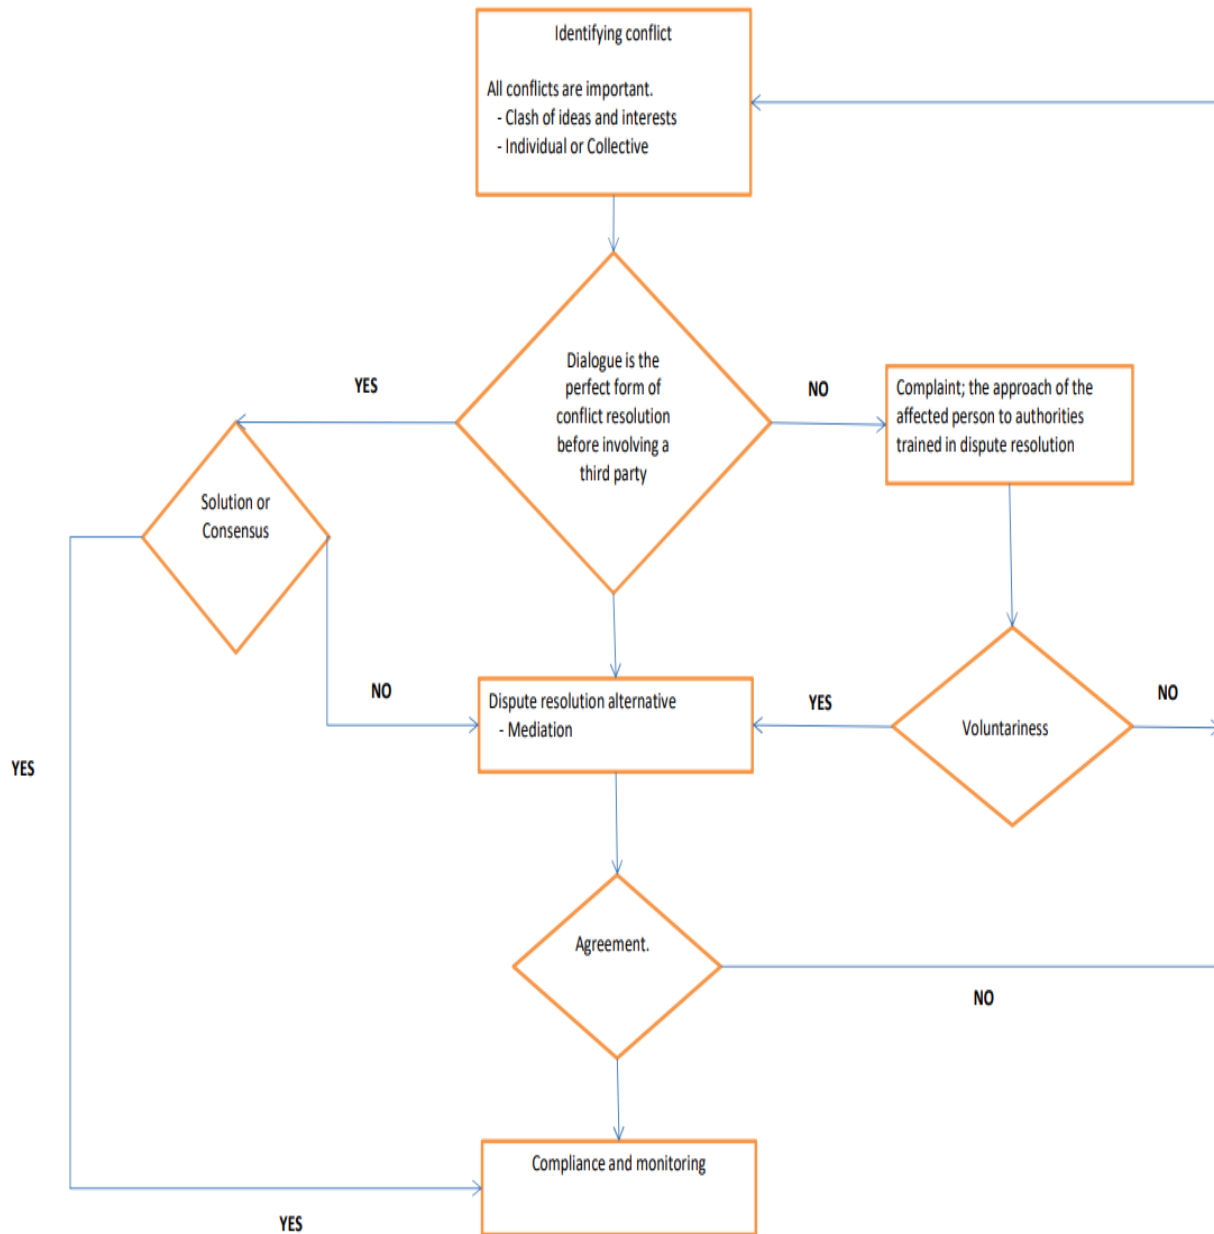 Identifying conflict
All conflicts are important.
- Clash of ideas and interests
- Individual or Collective
Dialogue is the
perfect form of
conflict resolution
before involving a
third party
YES
NO
Complaint; the approach of the
affected person to authorities
trained in dispute resolution
Solution or
Consensus
NO
Dispute resolution alternative
- Mediation
YES
Voluntariness
NO
YES
Agreement.
NO
Compliance and monitoring
YES